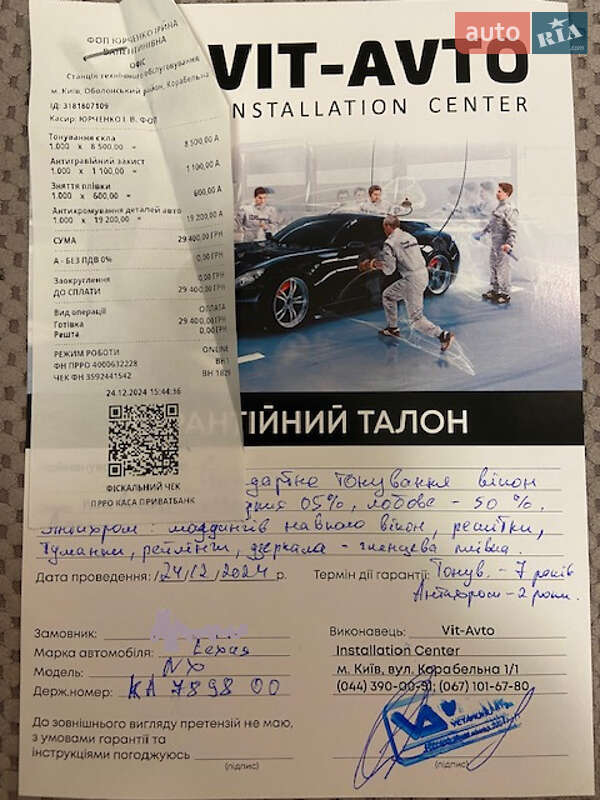 auto RIA.com
ФОП ЮРЧЕНКО ІРИНА
ВАЛЕНТИНІВНА
ОФІС
Станція технічного обслуговування
м. Київ, Оболонський район, Корабельна
ІД: 3181807109
Касир: ЮРЧЕНКО І. В. ФОП
Тонування скла
1.000 х 8 500,00 = 8 500,00 А
Антигравійний захист
1.000 х 1 100,00 = 1 100,00 А
Зняття плівки
1.000 х 600,00 = 600,00 А
Антихромування деталей авто
1.000 х 19 200,00 = 19 200,00 А
СУМА 29 400,00 ГРН
А - БЕЗ ПДВ 0% 0,00 ГРН
Заокруглення 0,00 ГРН
ДО СПЛАТИ 29 400,00 ГРН
Вид операції ОПЛАТА
Готівка 29 400,00 ГРН
Решта 0,00 ГРН
РЕЖИМ РОБОТИ ONLINE
ФН ПРРО 4000632228
ЧЕК ФН 3592441542
24.12.2024 15:44:36
ФІСКАЛЬНИЙ ЧЕК
ПРРО КАСА ПРИВАТБАНК
VIT-AVTO
INSTALLATION CENTER
РАНТІЙНИЙ ТАЛОН
тонування вікон
05%, лобове - 50 %.
Антихром: молдингів навколо вікон, решітки,
туманки, рейлінги, дзеркала - глянцева плівка.
Дата проведення: 24/12/2024 р.
Термін дії гарантії: Тонув. - 7 років
Антихром - 2 роки.
Замовник:
Марка автомобіля: Lexus
Модель: NX
Держ.номер: КА 7898 ОО
До зовнішнього вигляду претензій не маю,
з умовами гарантії та
інструкціями погоджуюсь
(підпис)
Виконавець: Vit-Avto
Installation Center
м. Київ, вул. Корабельна 1/1
(044) 390-00-91; (067) 101-67-80
(підпис)